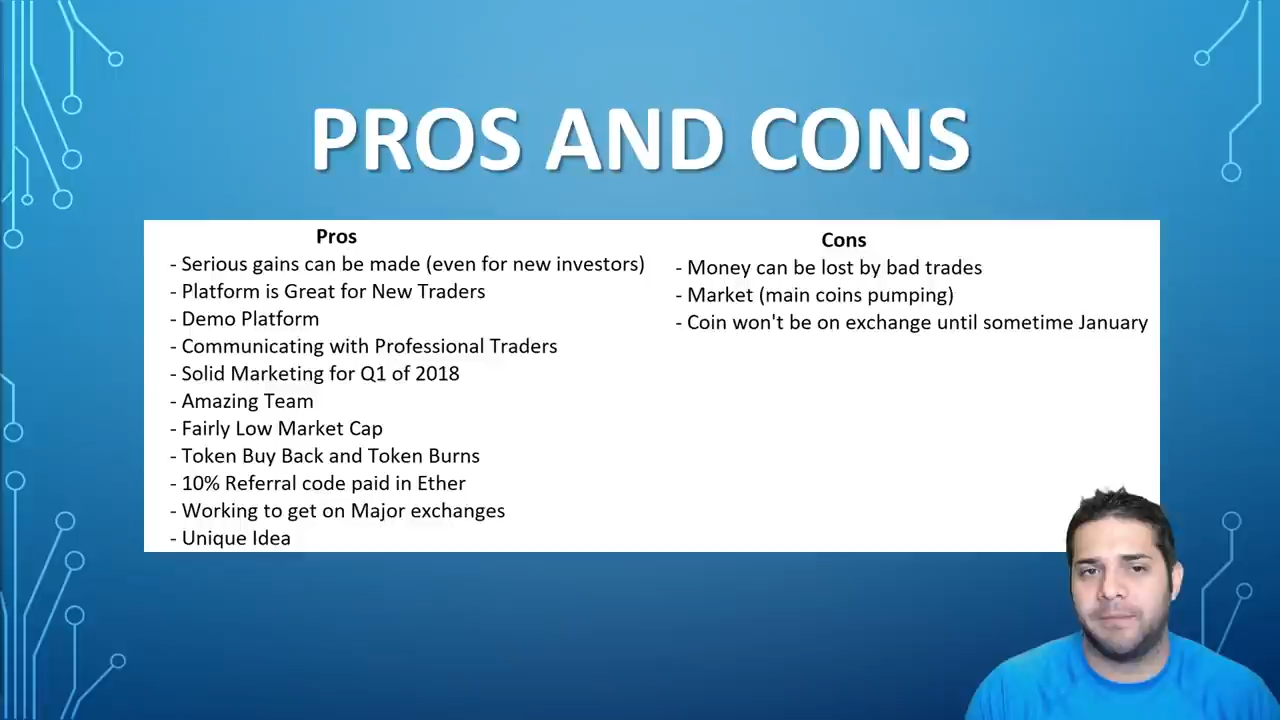 PROS AND CONS
Pros
- Serious gains can be made (even for new investors)
- Platform is Great for New Traders
- Demo Platform
- Communicating with Professional Traders
- Solid Marketing for Q1 of 2018
- Amazing Team
- Fairly Low Market Cap
- Token Buy Back and Token Burns
- 10% Referral code paid in Ether
- Working to get on Major exchanges
- Unique Idea
Cons
- Money can be lost by bad trades
- Market (main coins pumping)
- Coin won't be on exchange until sometime January